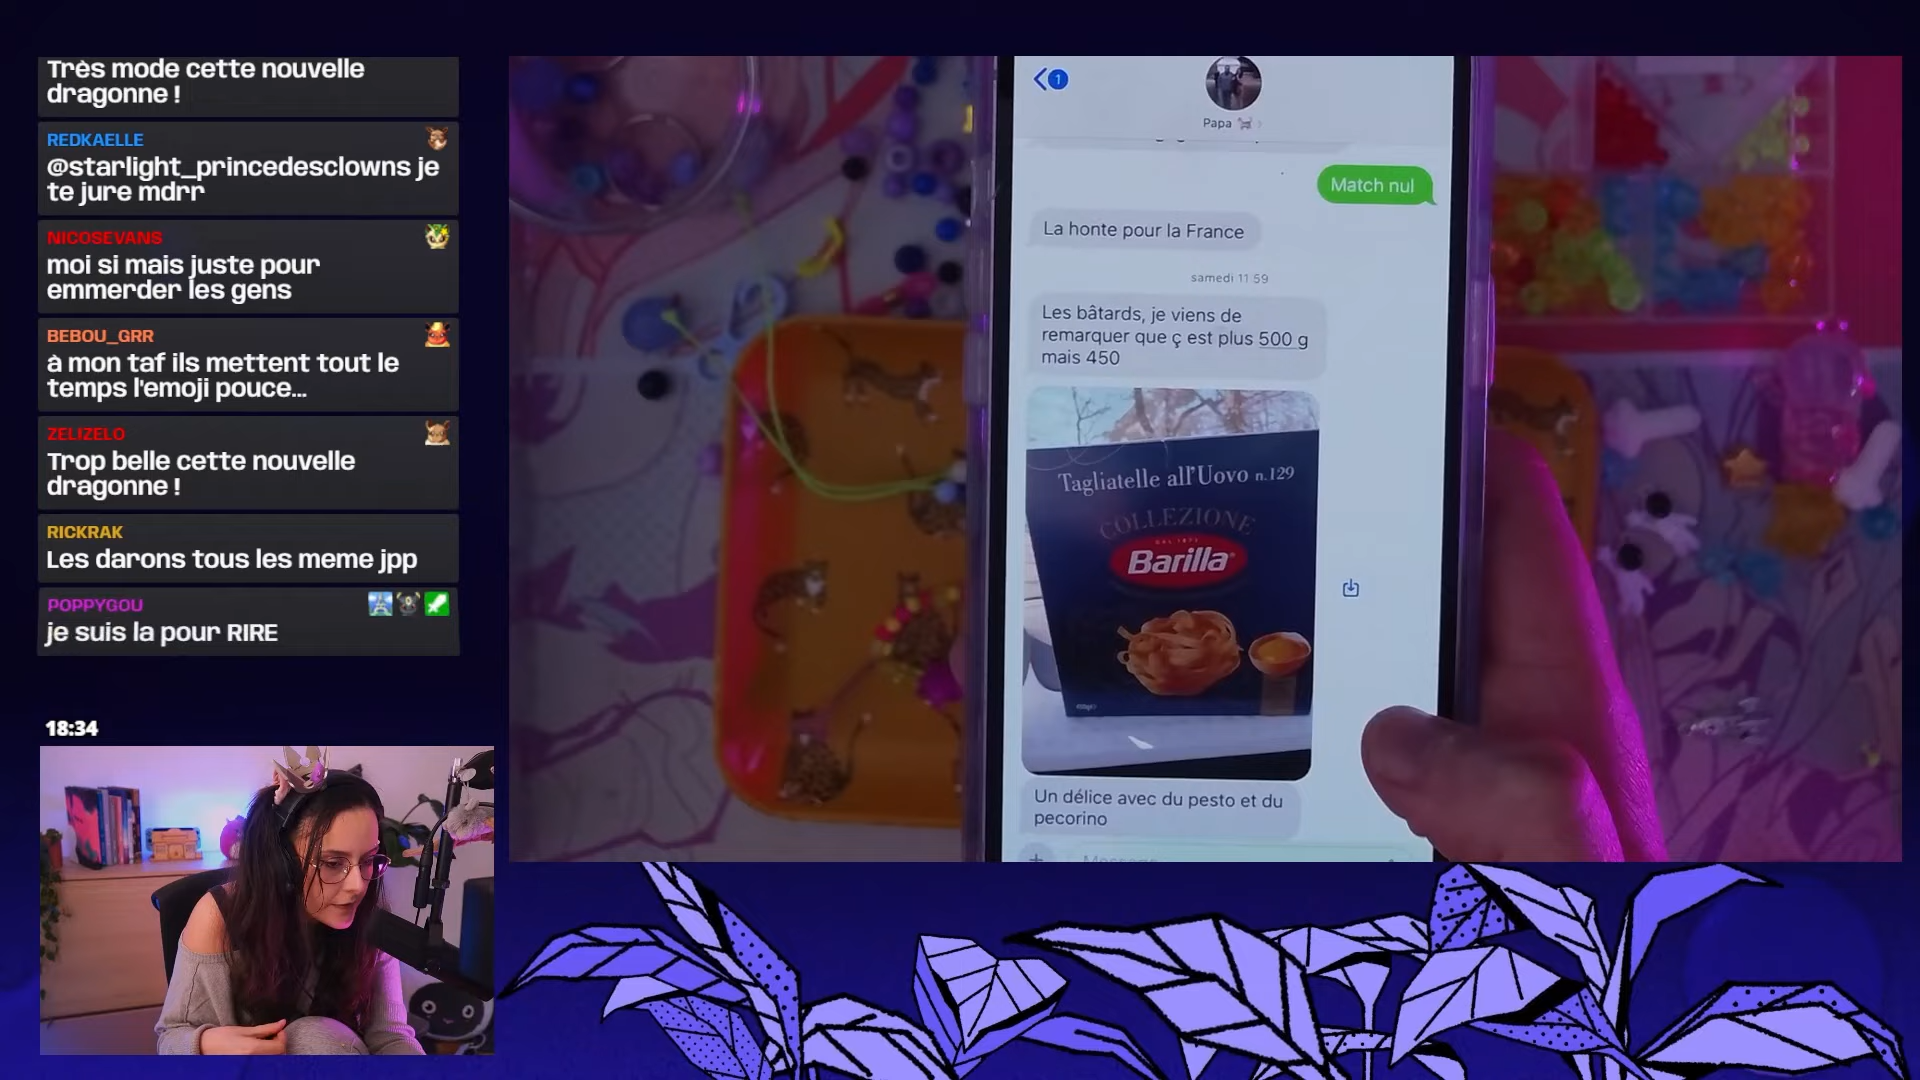 Très mode cette nouvelle
dragonne !
REDKAELLE
@starlight_princedesclowns je
te jure mdrr
NICOSEVANS
moi si mais juste pour
emmerder les gens
BEBOU_GRR
à mon taf ils mettent tout le
temps l'emoji pouce...
ZELIZELO
Trop belle cette nouvelle
dragonne !
RICKRAK
Les darons tous les meme jpp
POPPYGOU
je suis la pour RIRE
18:34
1
Papa
Match nul
La honte pour la France
samedi 11:59
Les bâtards, je viens de
remarquer que ç est plus 500 g
mais 450
Tagliatelle all'Uovo n.129
COLLEZIONE
Barilla
Un délice avec du pesto et du
pecorino
Message